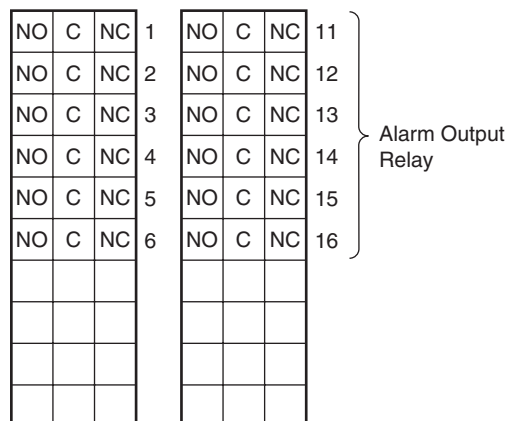 NO C NC 1 NO C NC 11
NO C NC 2 NO C NC 12
NO C NC 3 NO C NC 13
NO C NC 4 NO C NC 14
NO C NC 5 NO C NC 15
NO C NC 6 NO C NC 16
Alarm Output
Relay